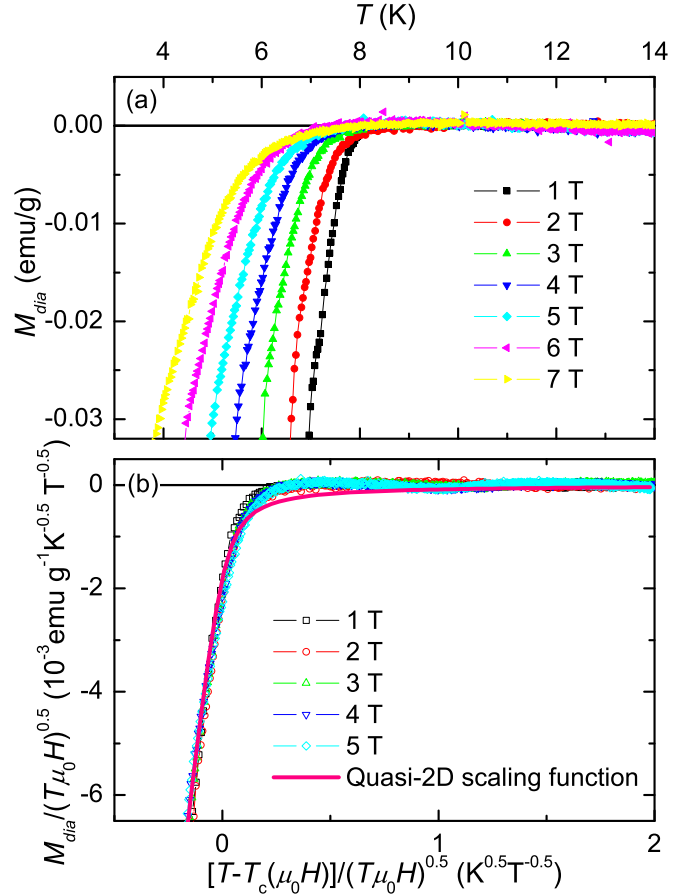 T (K)
4 6 8 10 12 14
(a)
0.00
-0.01
-0.02
-0.03
M_dia (emu/g)
1 T
2 T
3 T
4 T
5 T
6 T
7 T
(b)
0
-2
-4
-6
M_dia/(Tμ₀H)^0.5 (10^-3 emu g^-1 K^-0.5 T^-0.5)
1 T
2 T
3 T
4 T
5 T
Quasi-2D scaling function
0 1 2
[T-T_c(μ₀H)]/(Tμ₀H)^0.5 (K^0.5T^-0.5)